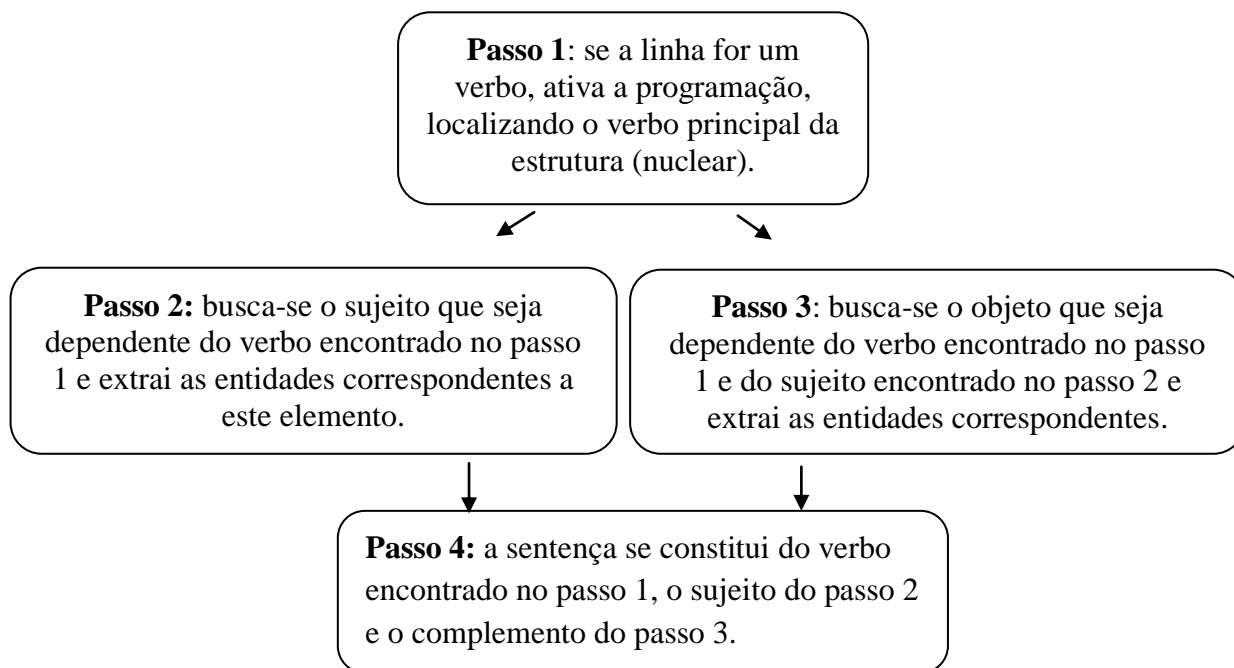 Passo 1: se a linha for um
verbo, ativa a programação,
localizando o verbo principal da
estrutura (nuclear).
Passo 2: busca-se o sujeito que seja
dependente do verbo encontrado no passo
1 e extrai as entidades correspondentes a
este elemento.
Passo 3: busca-se o objeto que seja
dependente do verbo encontrado no passo
1 e do sujeito encontrado no passo 2 e
extrai as entidades correspondentes.
Passo 4: a sentença se constitui do verbo
encontrado no passo 1, o sujeito do passo 2
e o complemento do passo 3.